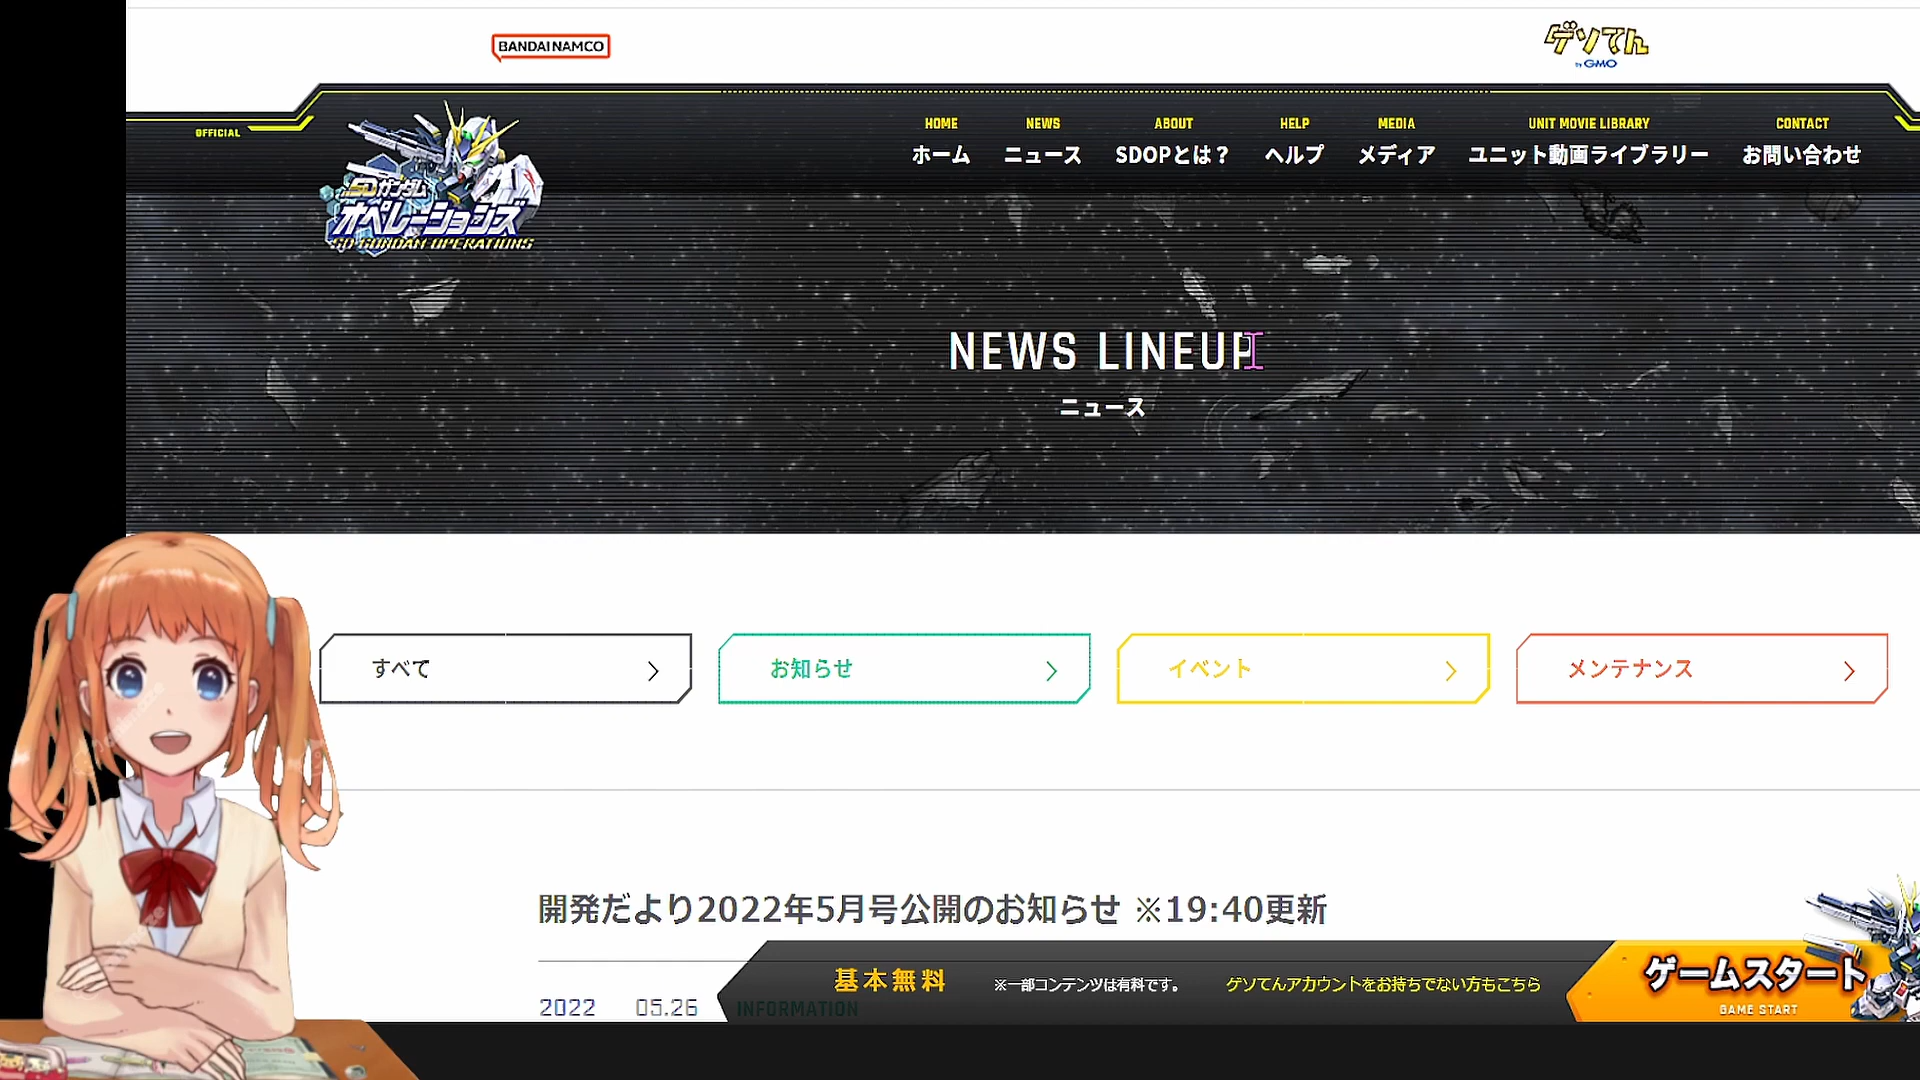 BANDAI NAMCO
ゲソてん
by GMO
OFFICIAL
HOME
NEWS
ABOUT
HELP
MEDIA
UNIT MOVIE LIBRARY
CONTACT
ホーム
ニュース
SDOPとは？
ヘルプ
メディア
ユニット動画ライブラリー
お問い合わせ
SDガンダム
オペレーションズ
SD GUNDAM OPERATIONS
NEWS LINEUP
ニュース
すべて
お知らせ
イベント
メンテナンス
開発だより2022年5月号公開のお知らせ ※19:40更新
基本無料
※一部コンテンツは有料です。
ゲソてんアカウントをお持ちでない方もこちら
ゲームスタート
GAME START
2022 05.26 INFORMATION